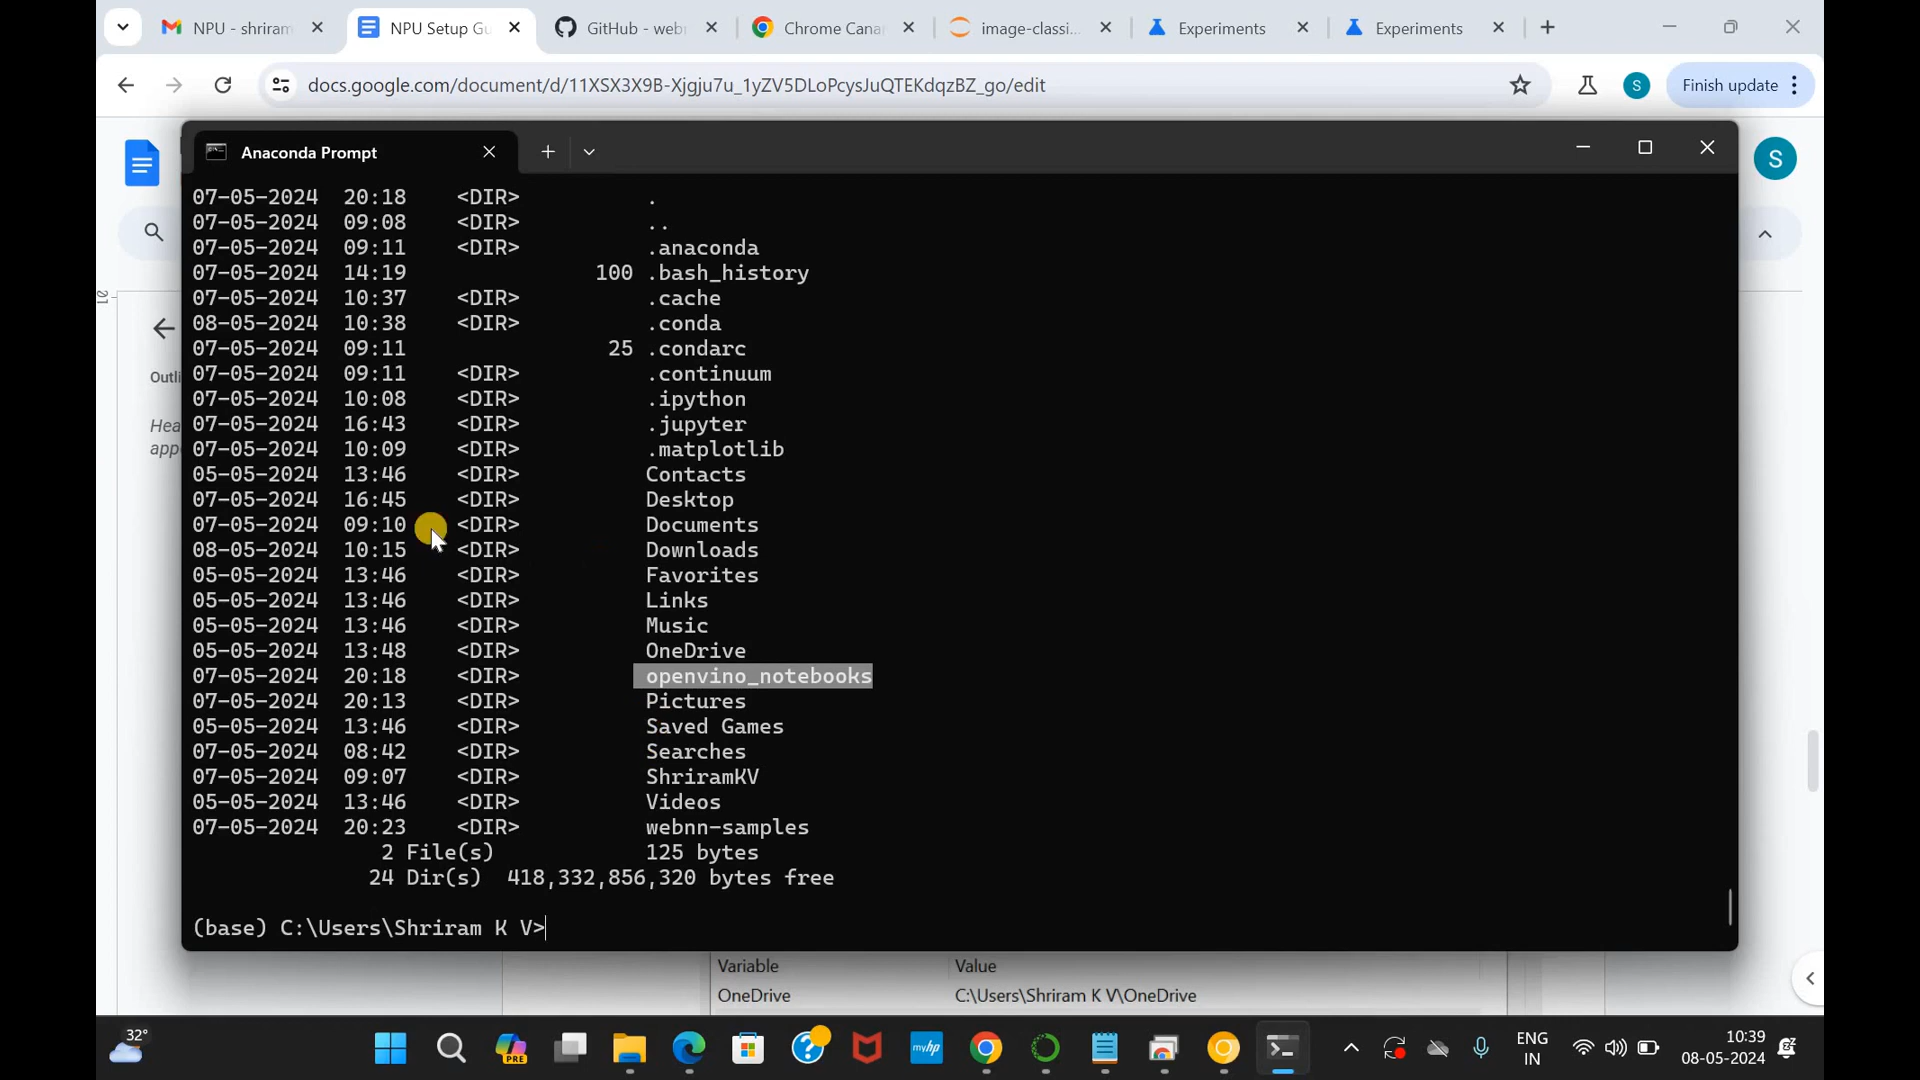 NPU - shriram
NPU Setup Gu
GitHub - webn
Chrome Cana
image-classi...
Experiments
Experiments
docs.google.com/document/d/11XSX3X9B-Xjgju7u_1yZV5DLoPcysJuQTEKdqzBZ_go/edit
S
Finish update
Anaconda Prompt
S
07-05-2024 20:18 <DIR> .
07-05-2024 09:08 <DIR> ..
07-05-2024 09:11 <DIR> .anaconda
07-05-2024 14:19 100 .bash_history
07-05-2024 10:37 <DIR> .cache
08-05-2024 10:38 <DIR> .conda
07-05-2024 09:11 25 .condarc
07-05-2024 09:11 <DIR> .continuum
07-05-2024 10:08 <DIR> .ipython
07-05-2024 16:43 <DIR> .jupyter
07-05-2024 10:09 <DIR> .matplotlib
05-05-2024 13:46 <DIR> Contacts
07-05-2024 16:45 <DIR> Desktop
07-05-2024 09:10 <DIR> Documents
08-05-2024 10:15 <DIR> Downloads
05-05-2024 13:46 <DIR> Favorites
05-05-2024 13:46 <DIR> Links
05-05-2024 13:46 <DIR> Music
05-05-2024 13:48 <DIR> OneDrive
07-05-2024 20:18 <DIR> openvino_notebooks
07-05-2024 20:13 <DIR> Pictures
05-05-2024 13:46 <DIR> Saved Games
07-05-2024 08:42 <DIR> Searches
07-05-2024 09:07 <DIR> ShriramKV
05-05-2024 13:46 <DIR> Videos
07-05-2024 20:23 <DIR> webnn-samples
2 File(s) 125 bytes
24 Dir(s) 418,332,856,320 bytes free
(base) C:\Users\Shriram K V>
Outli
Hea
app
Variable Value
OneDrive C:\Users\Shriram K V\OneDrive
32°
PRE
myhp
ENG
IN
10:39
08-05-2024